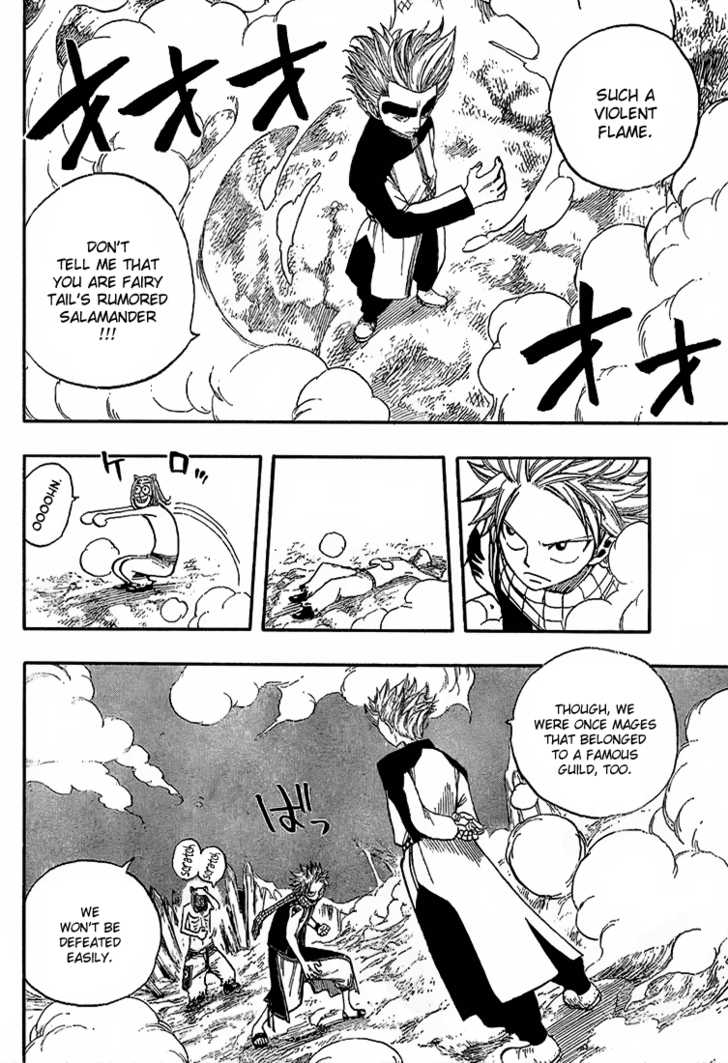 SUCH A
VIOLENT
FLAME.
オオオ
DON'T
TELL ME THAT
YOU ARE FAIRY
TAIL'S RUMORED
SALAMANDER
!!!
オオ
ケロ
OOOOHN.
THOUGH, WE
WERE ONCE MAGES
THAT BELONGED
TO A FAMOUS
GUILD, TOO.
ばっ
scratch
scratch
WE
WON'T BE
DEFEATED
EASILY.